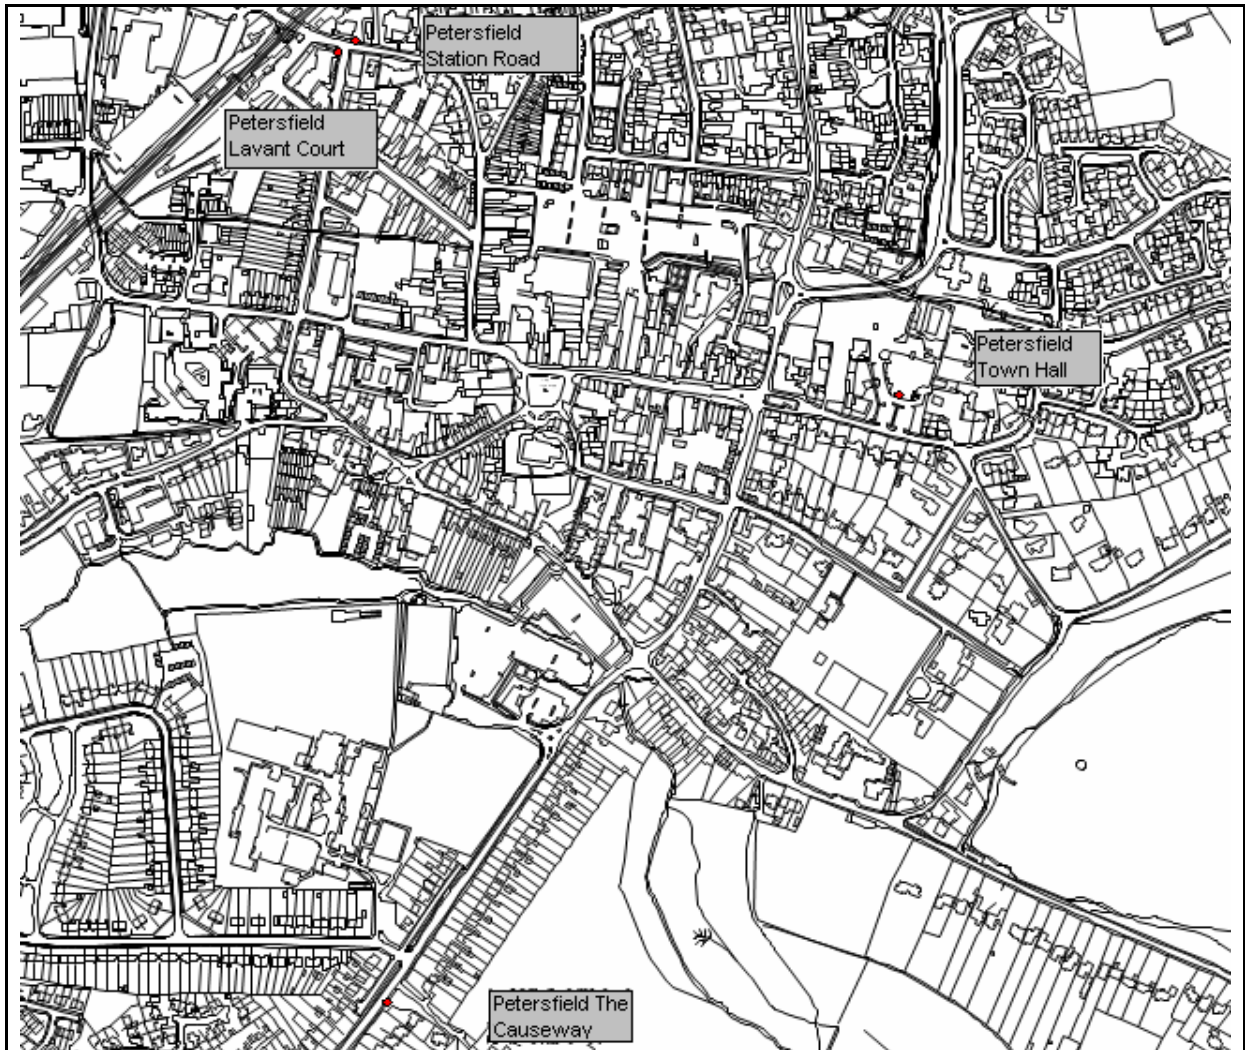 Petersfield
Station Road
Petersfield
Lavant Court
Petersfield
Town Hall
Petersfield The
Causeway